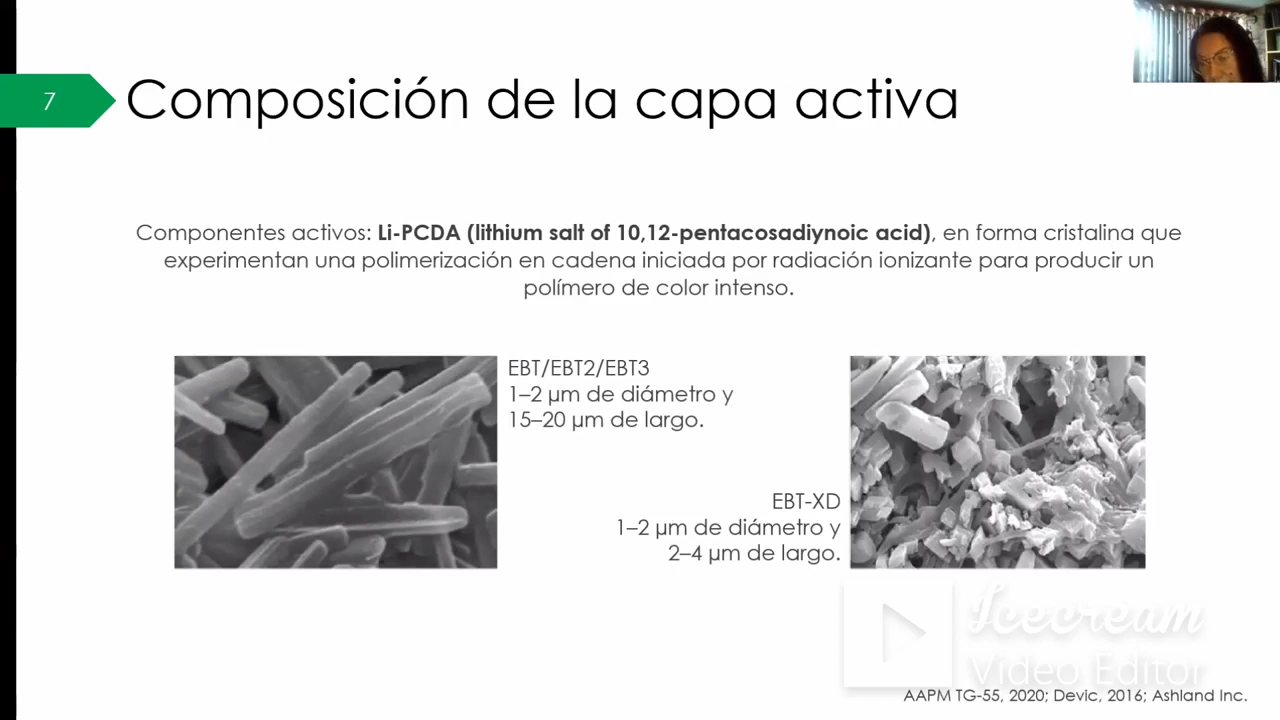 7
Composición de la capa activa
Componentes activos: Li-PCDA (lithium salt of 10,12-pentacosadiynoic acid), en forma cristalina que
experimentan una polimerización en cadena iniciada por radiación ionizante para producir un
polímero de color intenso.
EBT/EBT2/EBT3
1–2 µm de diámetro y
15–20 µm de largo.
EBT-XD
1–2 µm de diámetro y
2–4 µm de largo.
Icecream
Video Editor
AAPM TG-55, 2020; Devic, 2016; Ashland Inc.